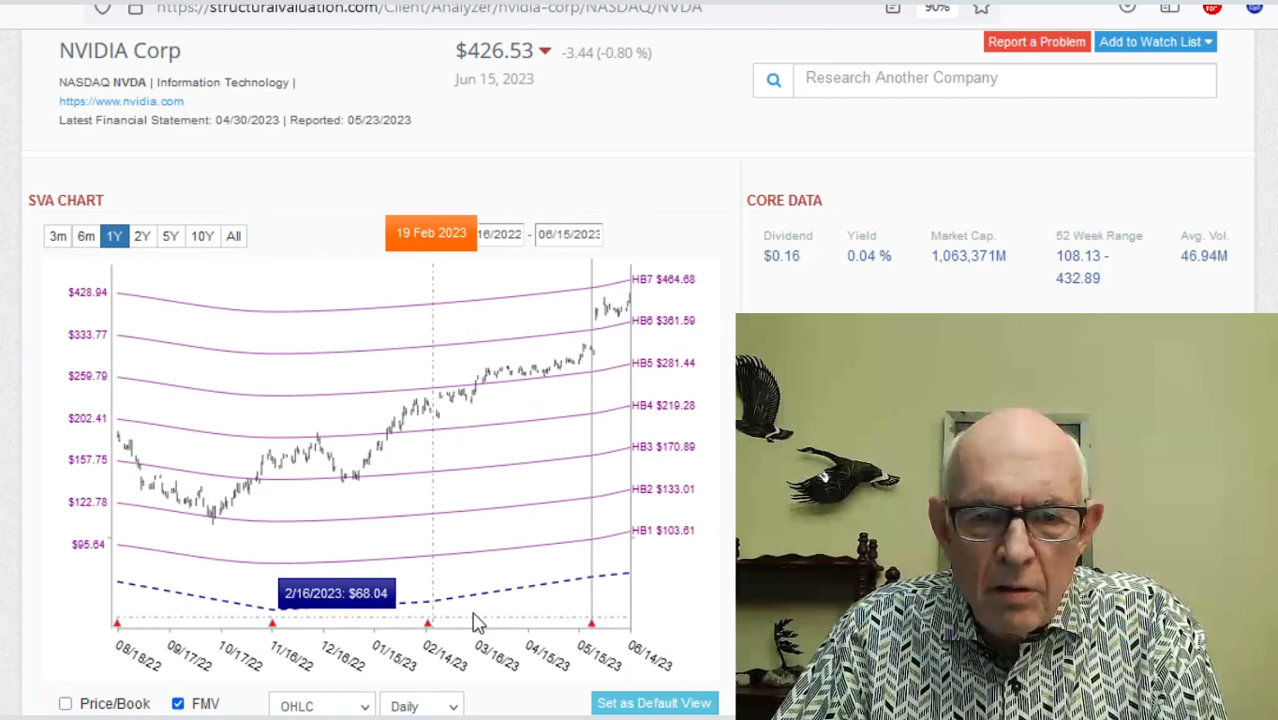 https://structuralvaluation.com/Client/Analyzer/nvidia-corp/NASDAQ/NVDA
90%
NVIDIA Corp
$426.53 -3.44 (-0.80 %)
Jun 15, 2023
Report a Problem
Add to Watch List
NASDAQ NVDA | Information Technology |
https://www.nvidia.com
Latest Financial Statement: 04/30/2023 | Reported: 05/23/2023
Research Another Company
SVA CHART
3m 6m 1Y 2Y 5Y 10Y All
19 Feb 2023
16/2022 - 06/15/2023
$428.94
$333.77
$259.79
$202.41
$157.75
$122.78
$95.64
HB7 $464.68
HB6 $361.59
HB5 $281.44
HB4 $219.28
HB3 $170.89
HB2 $133.01
HB1 $103.61
2/16/2023: $68.04
08/18/22 09/17/22 10/17/22 11/16/22 12/16/22 01/15/23 02/14/23 03/16/23 04/15/23 05/15/23 06/14/23
Price/Book FMV OHLC Daily Set as Default View
CORE DATA
Dividend
$0.16
Yield
0.04 %
Market Cap.
1,063,371M
52 Week Range
108.13 -
432.89
Avg. Vol.
46.94M